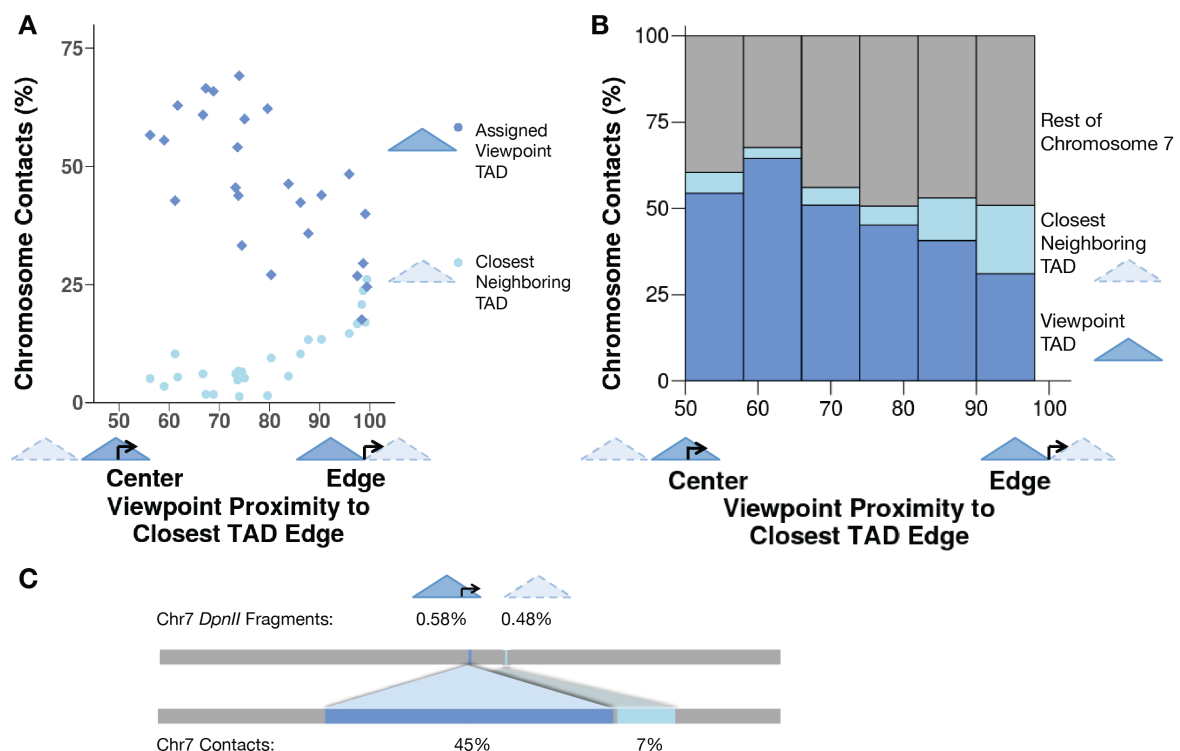 A
Chromosome Contacts (%)
75
50
25
0
50 60 70 80 90 100
Assigned
Viewpoint
TAD
Closest
Neighboring
TAD
Center Edge
Viewpoint Proximity to
Closest TAD Edge
B
Chromosome Contacts (%)
100
75
50
25
0
50 60 70 80 90 100
Rest of
Chromosome 7
Closest
Neighboring
TAD
Viewpoint
TAD
Center Edge
Viewpoint Proximity to
Closest TAD Edge
C
Chr7 DpnII Fragments: 0.58% 0.48%
Chr7 Contacts: 45% 7%